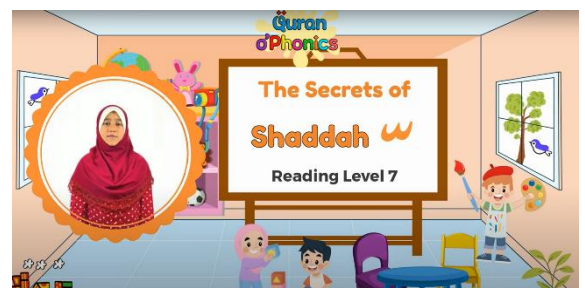 Quran
o'Phonics
The Secrets of
Shaddah ّ
Reading Level 7